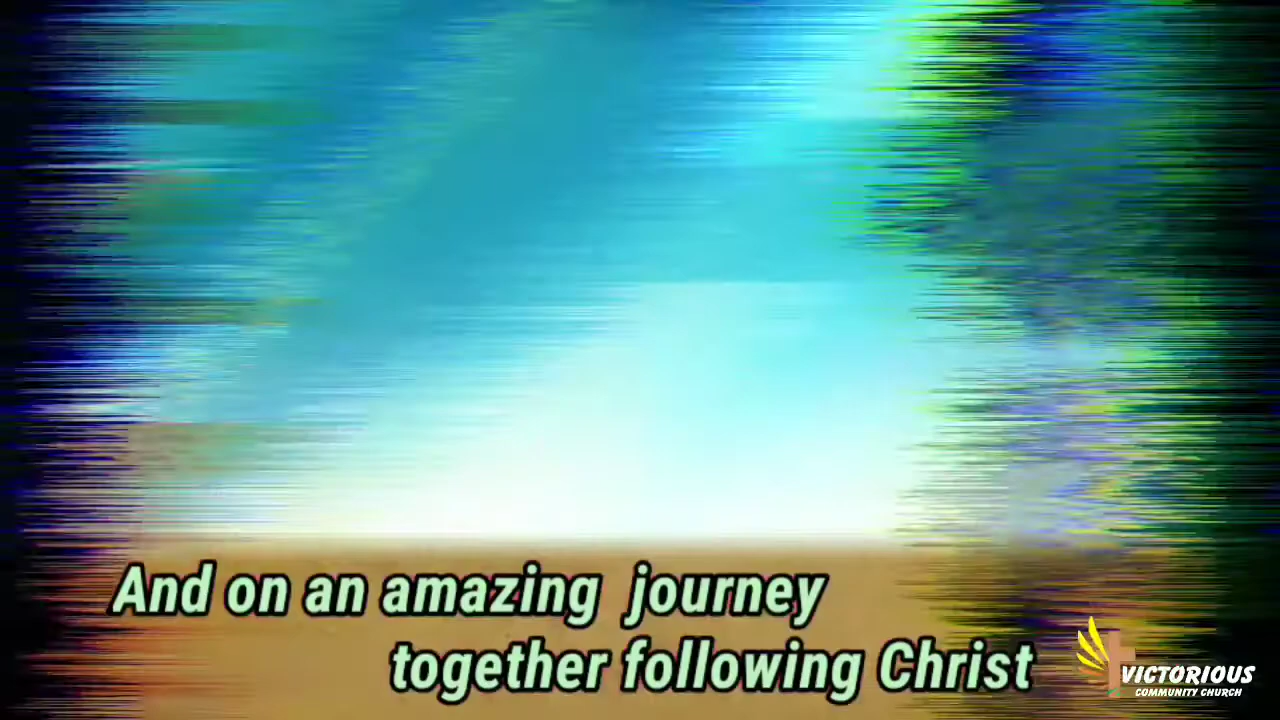 And on an amazing journey
together following Christ
VICTORIOUS
COMMUNITY CHURCH